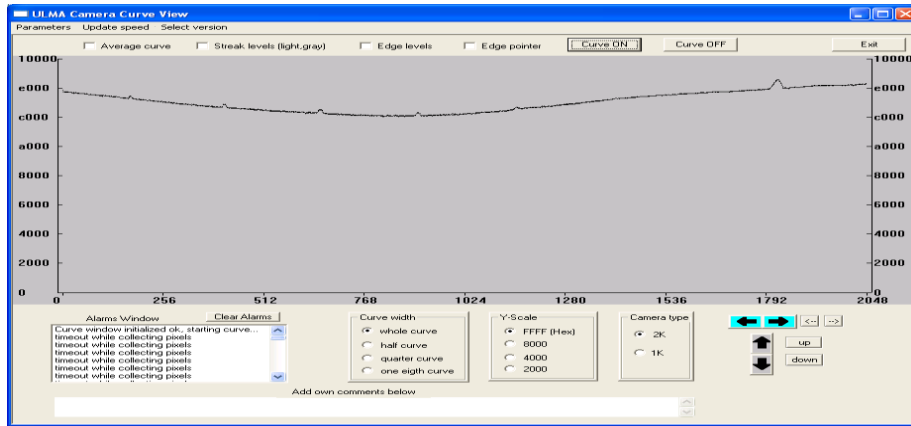 ULMA Camera Curve View
Parameters Update speed Select version
Average curve Streak levels (light,gray) Edge levels Edge pointer Curve ON Curve OFF Exit
10000 10000
e000 e000
c000 c000
a000 a000
8000 8000
6000 6000
4000 4000
2000 2000
0 0
0 256 512 768 1024 1280 1536 1792 2048
Alarms Window Clear Alarms
Curve window initialized ok, starting curve...
timeout while collecting pixels
timeout while collecting pixels
timeout while collecting pixels
timeout while collecting pixels
timeout while collecting pixels
timeout while collecting pixels
Curve width
whole curve
half curve
quarter curve
one eigth curve
Y-Scale
FFFF (Hex)
8000
4000
2000
Camera type
2K
1K
<-- -->
up
down
Add own comments below